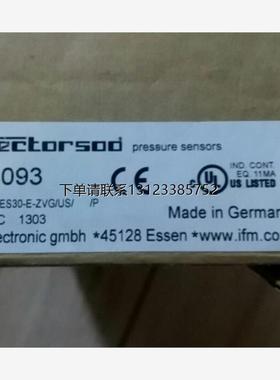 ectorsod pressure sensors
093
CE
C UL US LISTED
IND. CONT.
EQ. 11MA
下单请联系13123385752
ES30-E-ZVG/US/ /P
C 1303
Made in German
ectronic gmbh *45128 Essen *www.ifm.c